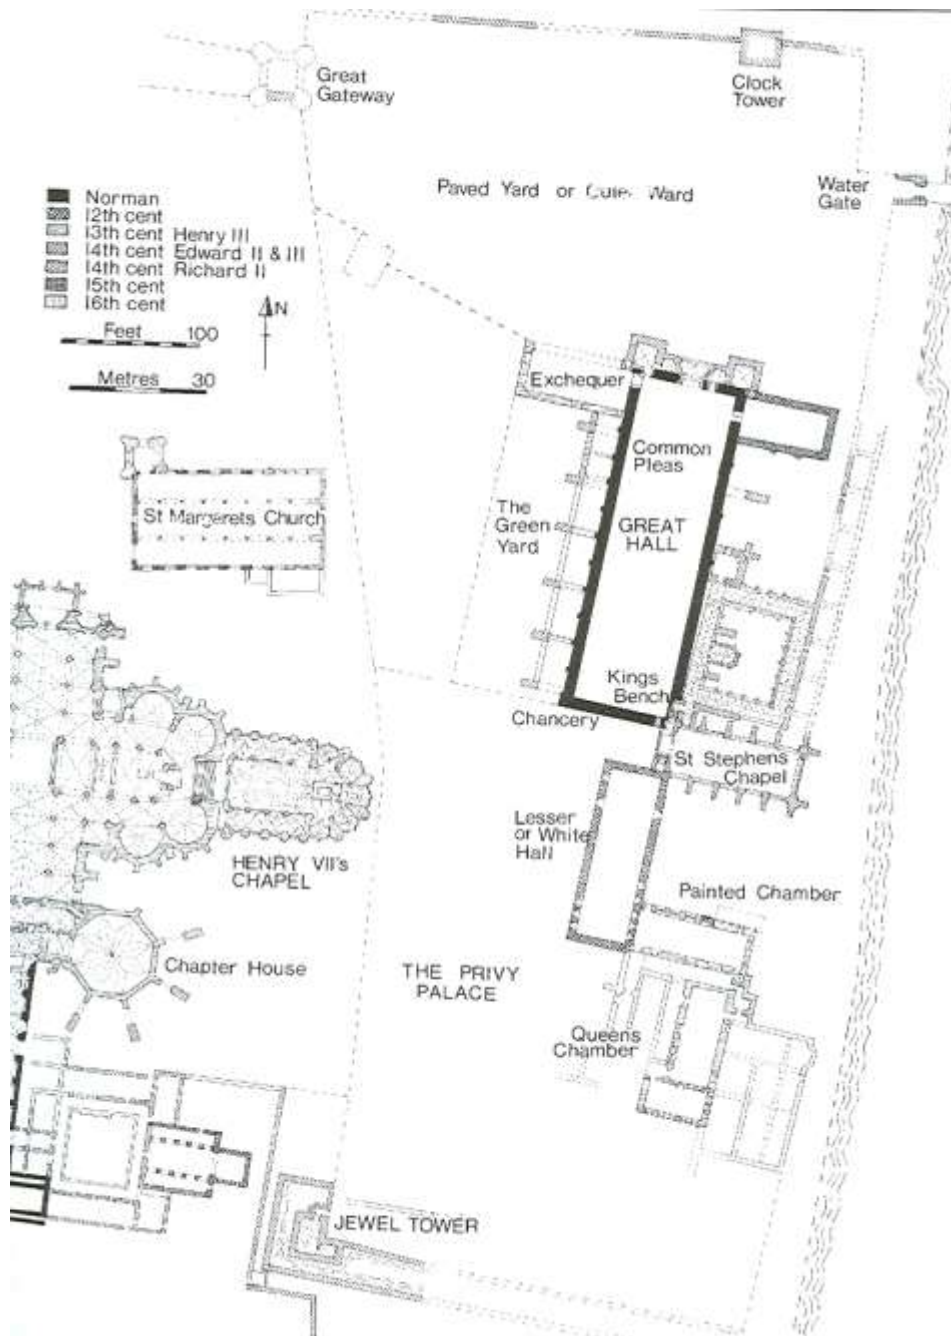 Great
Gateway
Clock
Tower
Paved Yard or Outer Ward
Water
Gate
Norman
12th cent
13th cent Henry III
14th cent Edward II & III
14th cent Richard II
15th cent
16th cent
N
Feet 100
Metres 30
Exchequer
Common
Pleas
St Margarets Church
The
Green
Yard
GREAT
HALL
Kings
Bench
Chancery
St Stephens
Chapel
Lesser
or White
Hall
HENRY VII's
CHAPEL
Painted Chamber
Chapter House
THE PRIVY
PALACE
Queens
Chamber
JEWEL TOWER